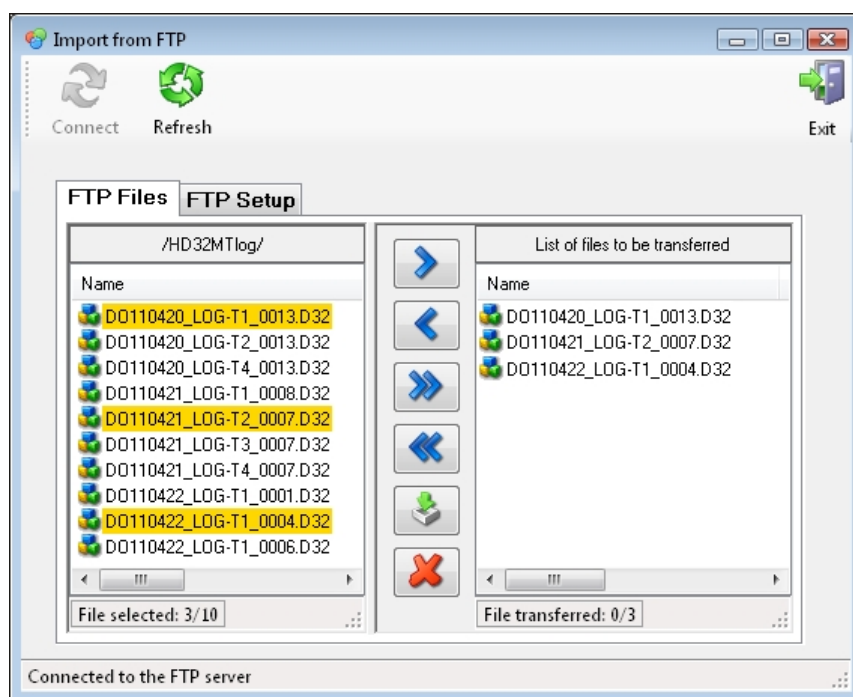 Import from FTP
Connect Refresh Exit
FTP Files FTP Setup
/HD32MTlog/
Name
DO110420_LOG-T1_0013.D32
DO110420_LOG-T2_0013.D32
DO110420_LOG-T4_0013.D32
DO110421_LOG-T1_0008.D32
DO110421_LOG-T2_0007.D32
DO110421_LOG-T3_0007.D32
DO110421_LOG-T4_0007.D32
DO110422_LOG-T1_0001.D32
DO110422_LOG-T1_0004.D32
DO110422_LOG-T1_0006.D32
File selected: 3/10
List of files to be transferred
Name
DO110420_LOG-T1_0013.D32
DO110421_LOG-T2_0007.D32
DO110422_LOG-T1_0004.D32
File transferred: 0/3
Connected to the FTP server